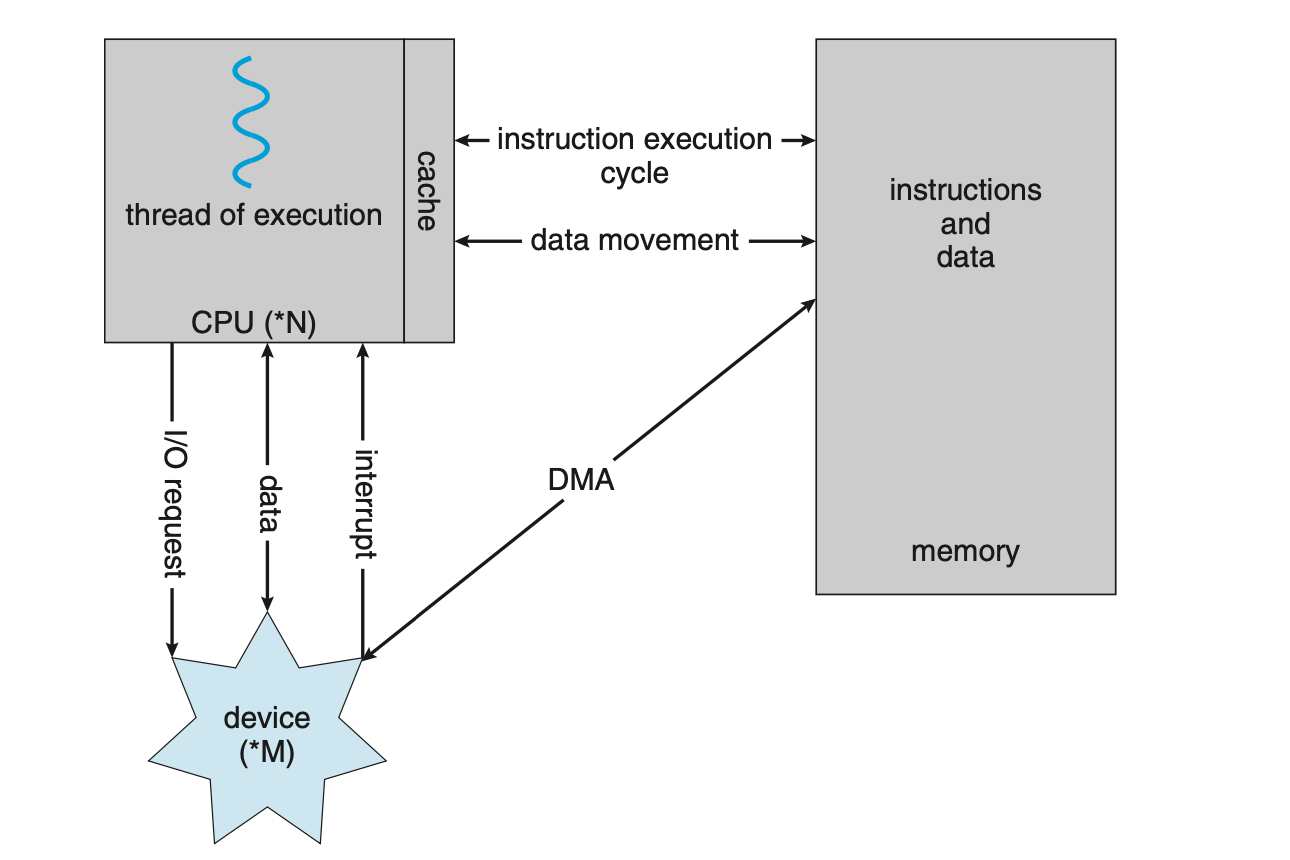 thread of execution
CPU (*N)
cache
instruction execution
cycle
data movement
instructions
and
data
memory
I/O request
data
interrupt
DMA
device
(*M)